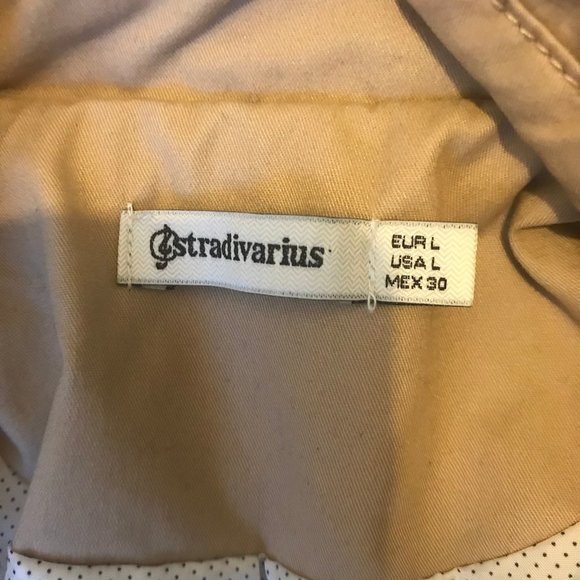 stradivarius
EUR L
USA L
MEX 30